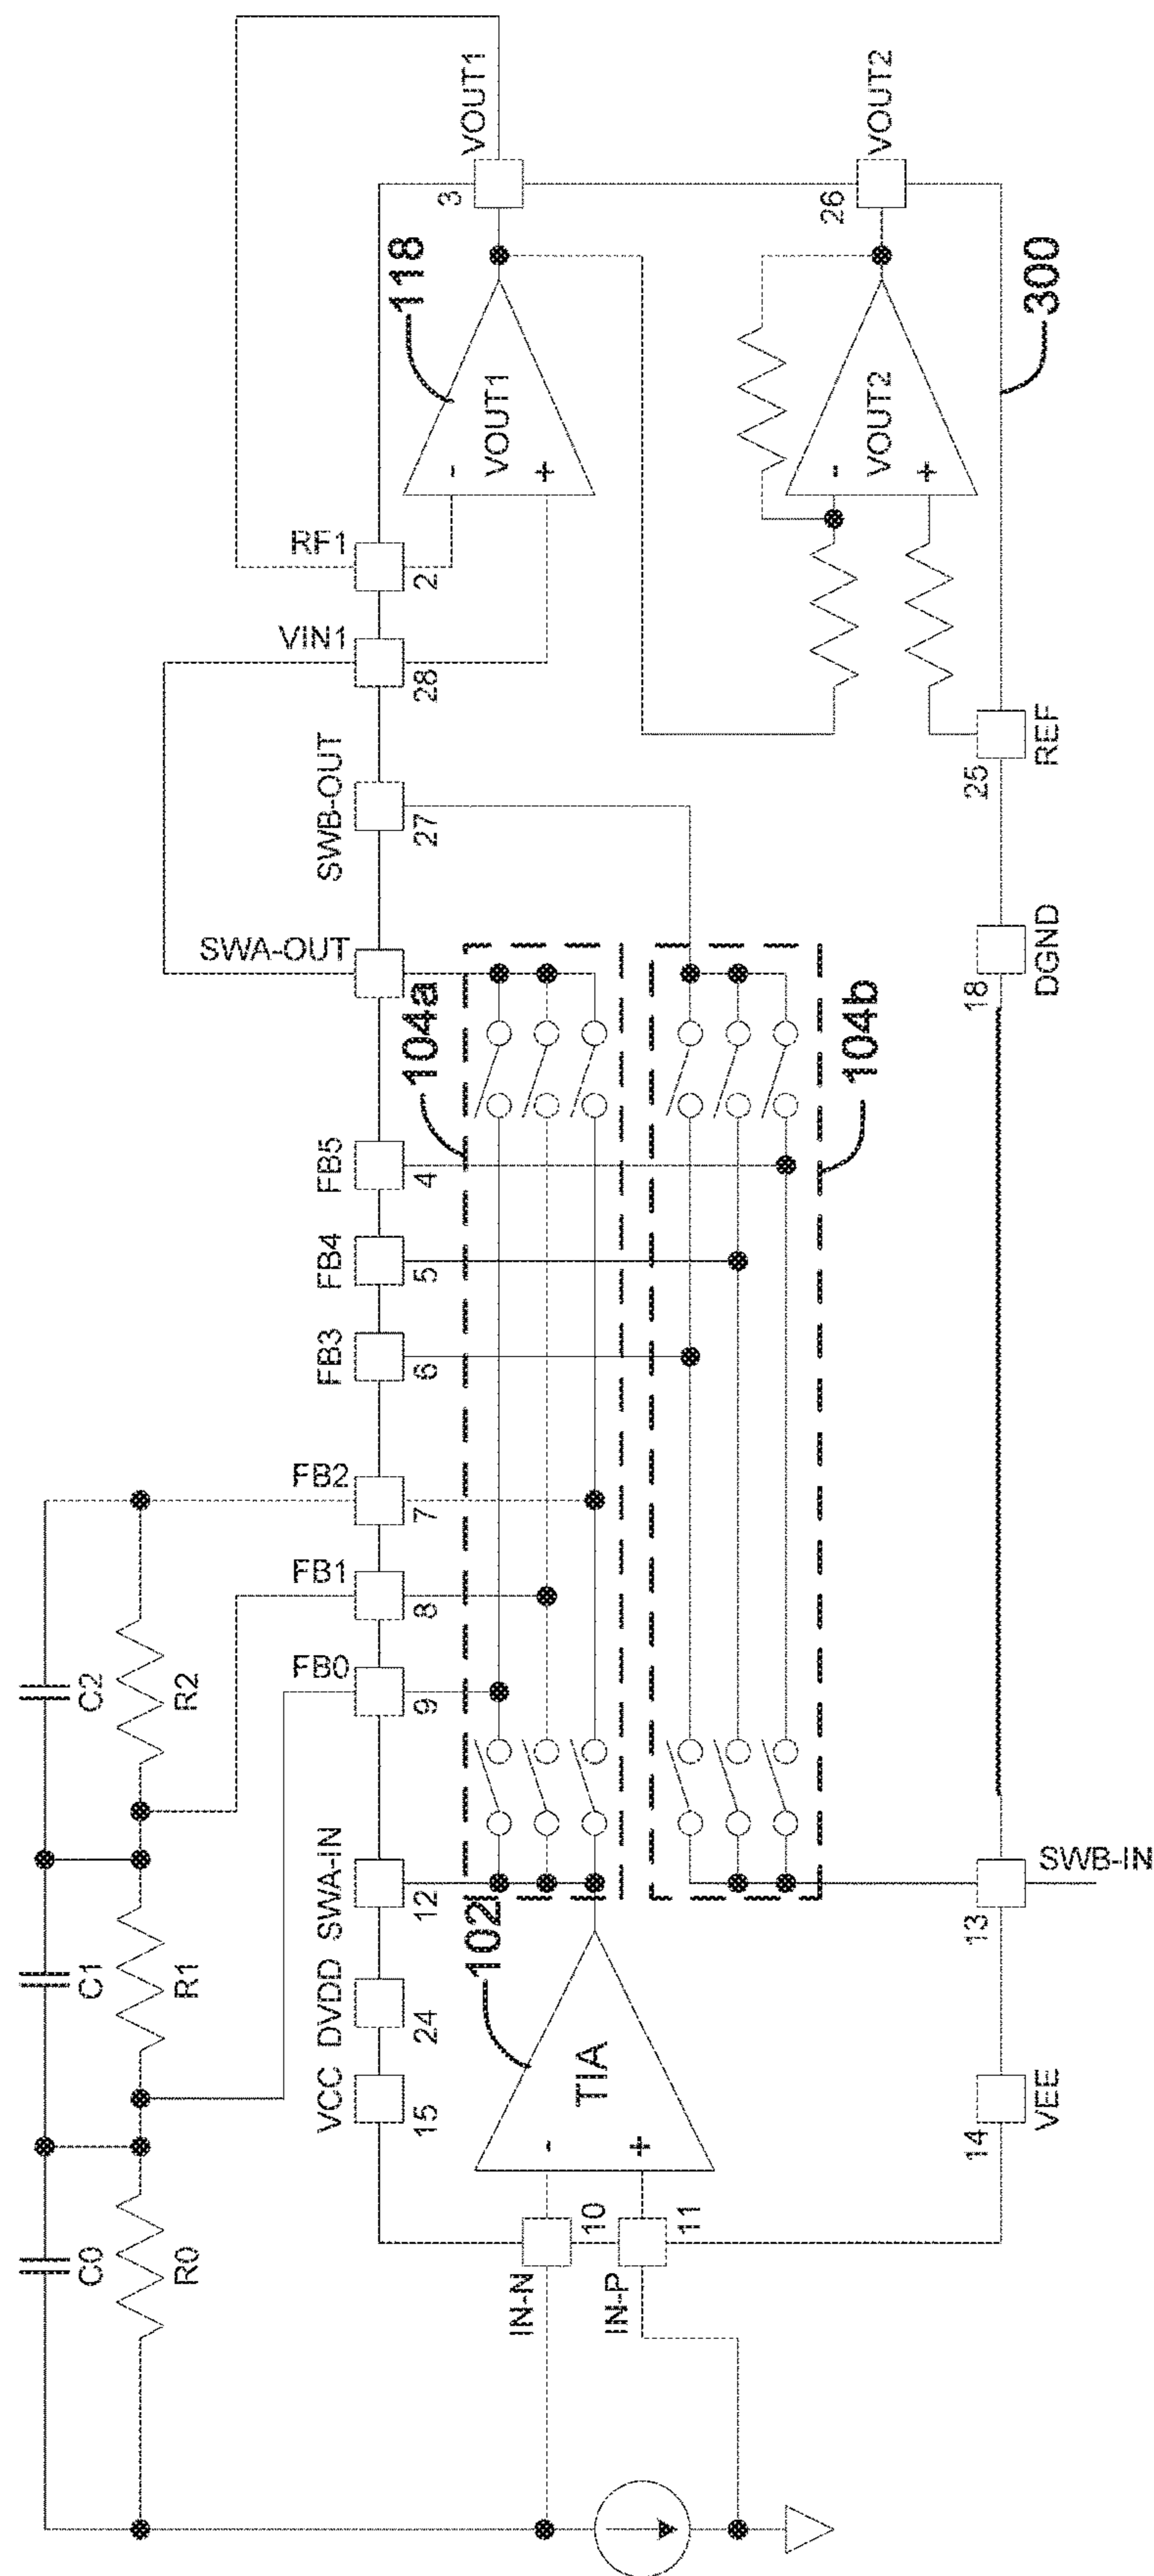 C0
C1
C2
R0
R1
R2
VCC
DVDD
SWA-IN
FB0
FB1
FB2
FB3
FB4
FB5
SWA-OUT
SWB-OUT
VIN1
RF1
15
24
12
9
8
7
6
5
4
27
28
2
104a
118
3
VOUT1
VOUT1
-
+
IN-N
10
IN-P
11
-
+
TIA
102
104b
VOUT2
-
+
26
VOUT2
300
14
VEE
13
SWB-IN
18
DGND
25
REF